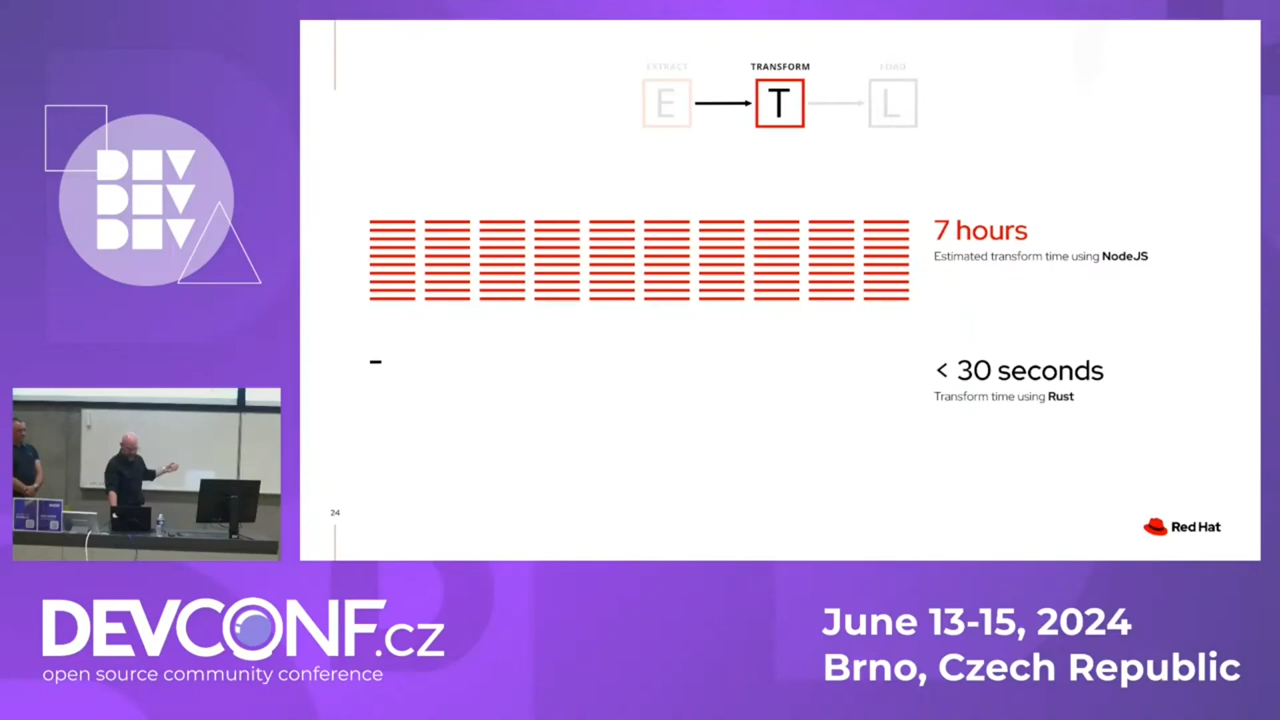 DEV
DEV
DEV
EXTRACT
TRANSFORM
LOAD
E
T
L
7 hours
Estimated transform time using NodeJS
< 30 seconds
Transform time using Rust
24
Red Hat
DEVCONF.cz
open source community conference
June 13-15, 2024
Brno, Czech Republic